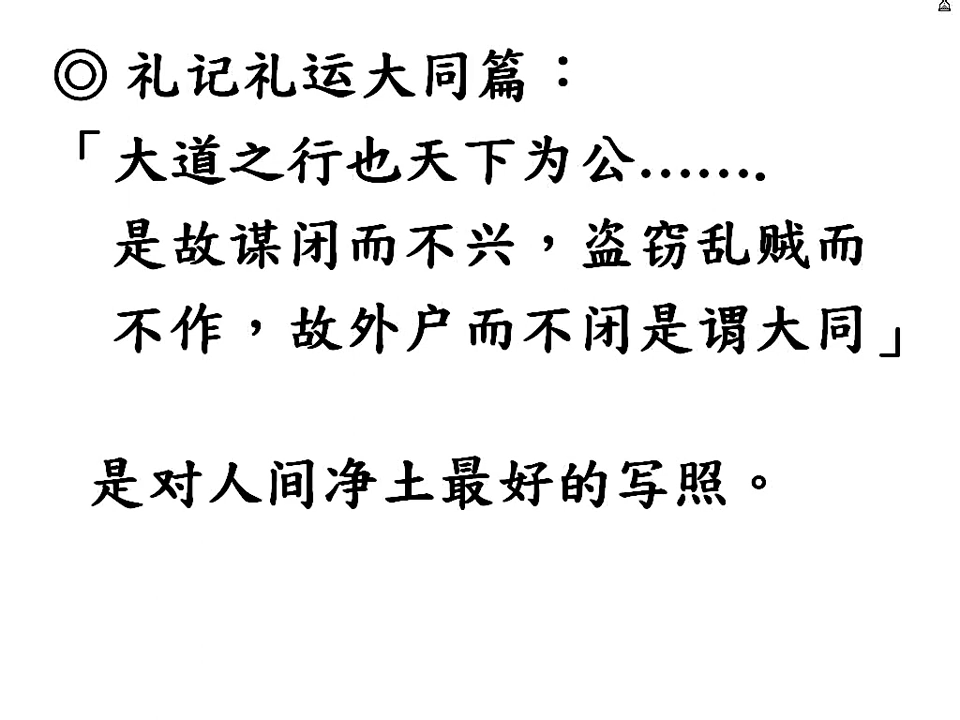 ◎ 礼记礼运大同篇：
「大道之行也天下为公.......
是故谋闭而不兴，盗窃乱贼而
不作，故外户而不闭是谓大同」
是对人间净土最好的写照。